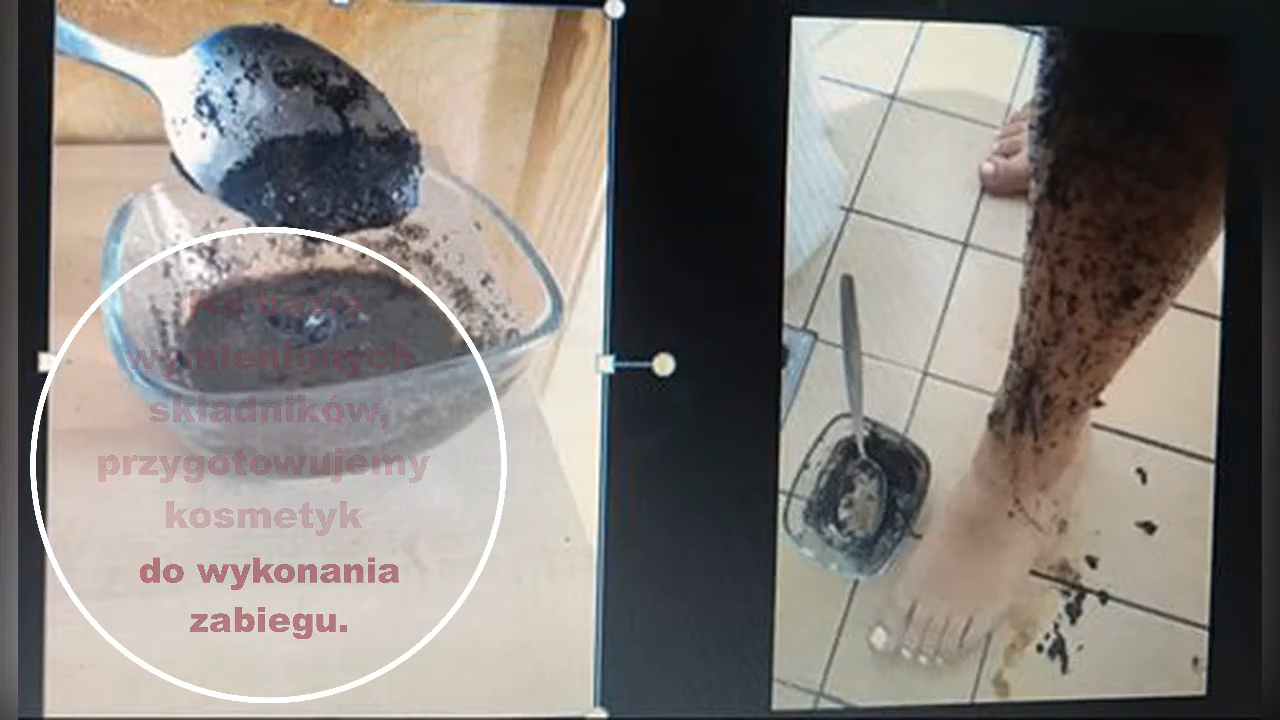 Na bazie
wymienionych
składników,
przygotowujemy
kosmetyk
do wykonania
zabiegu.